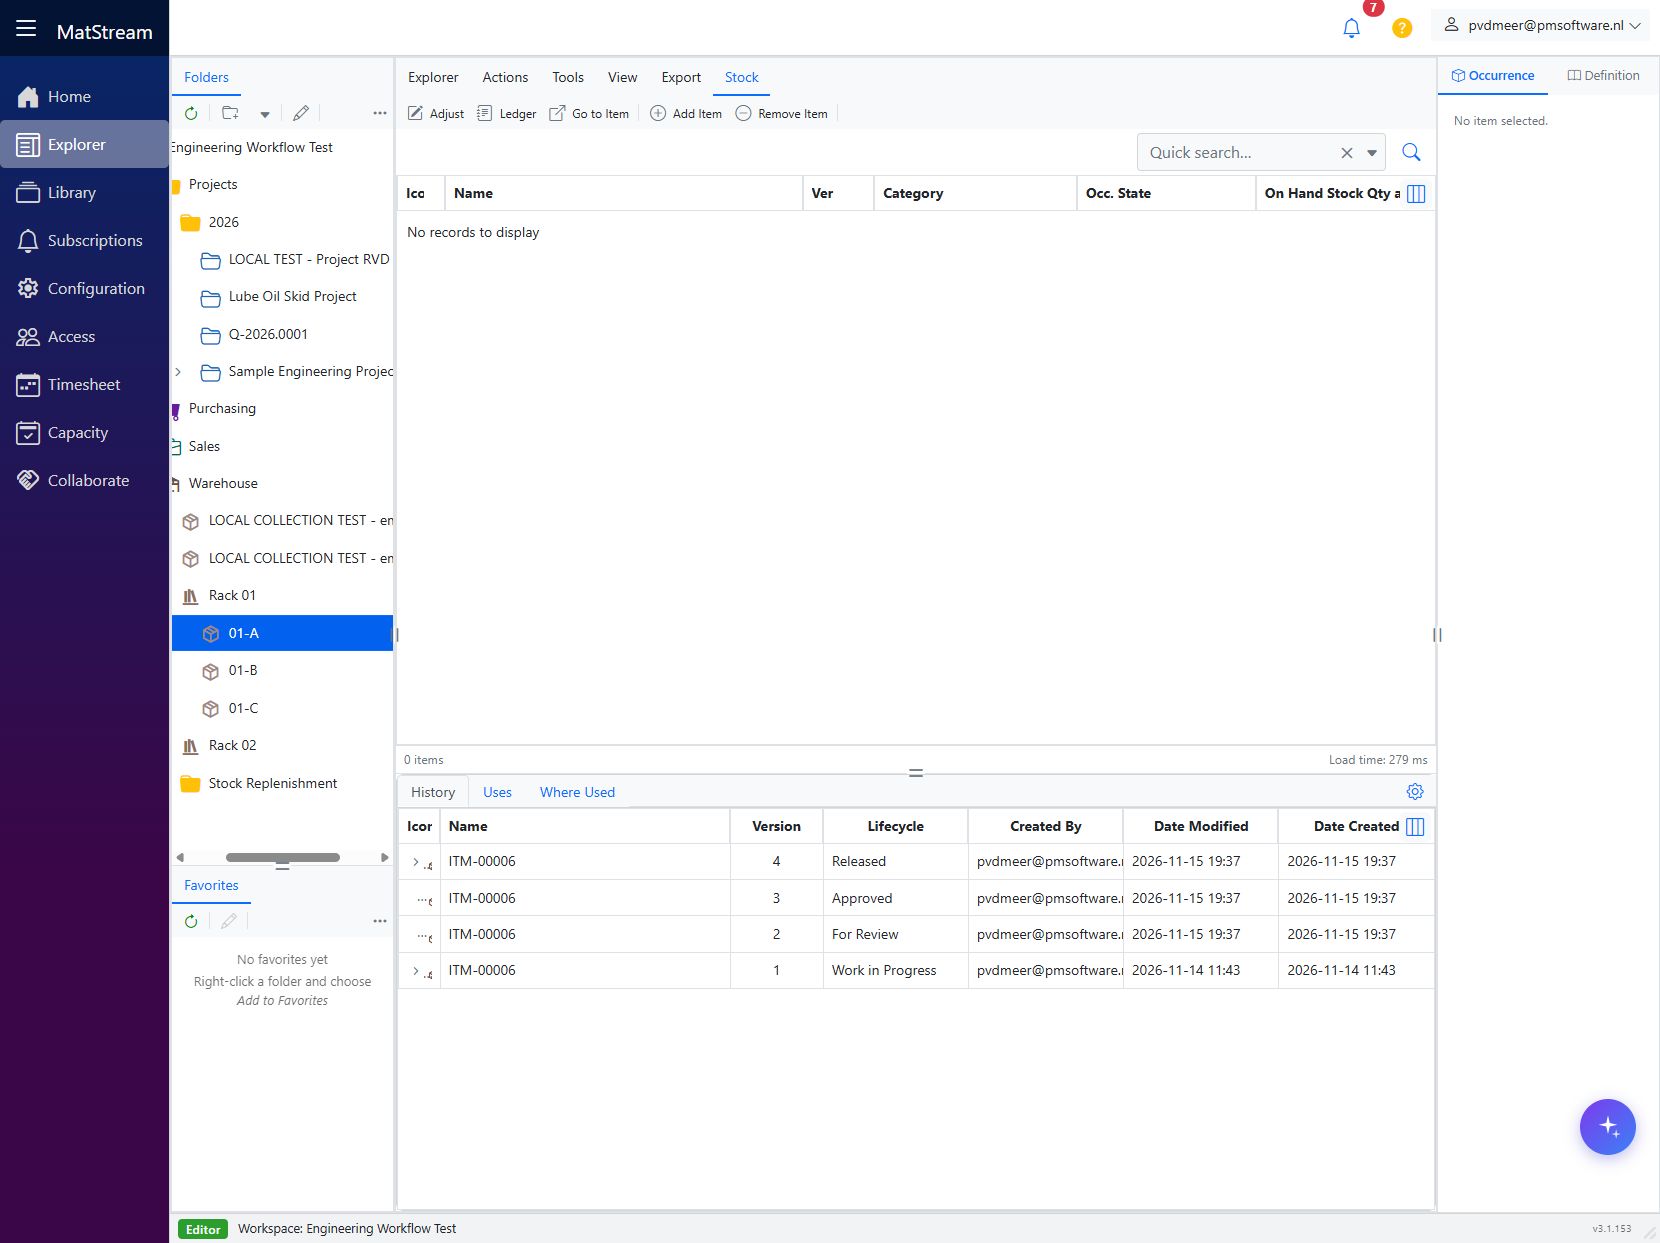 MatStream
7
?
pvdmeer@pmsoftware.nl
Home
Explorer
Library
Subscriptions
Configuration
Access
Timesheet
Capacity
Collaborate
Folders
Engineering Workflow Test
Projects
2026
LOCAL TEST - Project RVD
Lube Oil Skid Project
Q-2026.0001
Sample Engineering Projec
Purchasing
Sales
Warehouse
LOCAL COLLECTION TEST - en
LOCAL COLLECTION TEST - en
Rack 01
01-A
01-B
01-C
Rack 02
Stock Replenishment
Favorites
No favorites yet
Right-click a folder and choose
Add to Favorites
Explorer Actions Tools View Export Stock
Adjust Ledger Go to Item Add Item Remove Item
Quick search...
Ico Name Ver Category Occ. State On Hand Stock Qty a
No records to display
0 items Load time: 279 ms
History Uses Where Used
Icon Name Version Lifecycle Created By Date Modified Date Created
ITM-00006 4 Released pvdmeer@pmsoftware. 2026-11-15 19:37 2026-11-15 19:37
ITM-00006 3 Approved pvdmeer@pmsoftware. 2026-11-15 19:37 2026-11-15 19:37
ITM-00006 2 For Review pvdmeer@pmsoftware. 2026-11-15 19:37 2026-11-15 19:37
ITM-00006 1 Work in Progress pvdmeer@pmsoftware. 2026-11-14 11:43 2026-11-14 11:43
Occurrence Definition
No item selected.
Editor Workspace: Engineering Workflow Test
v3.1.153